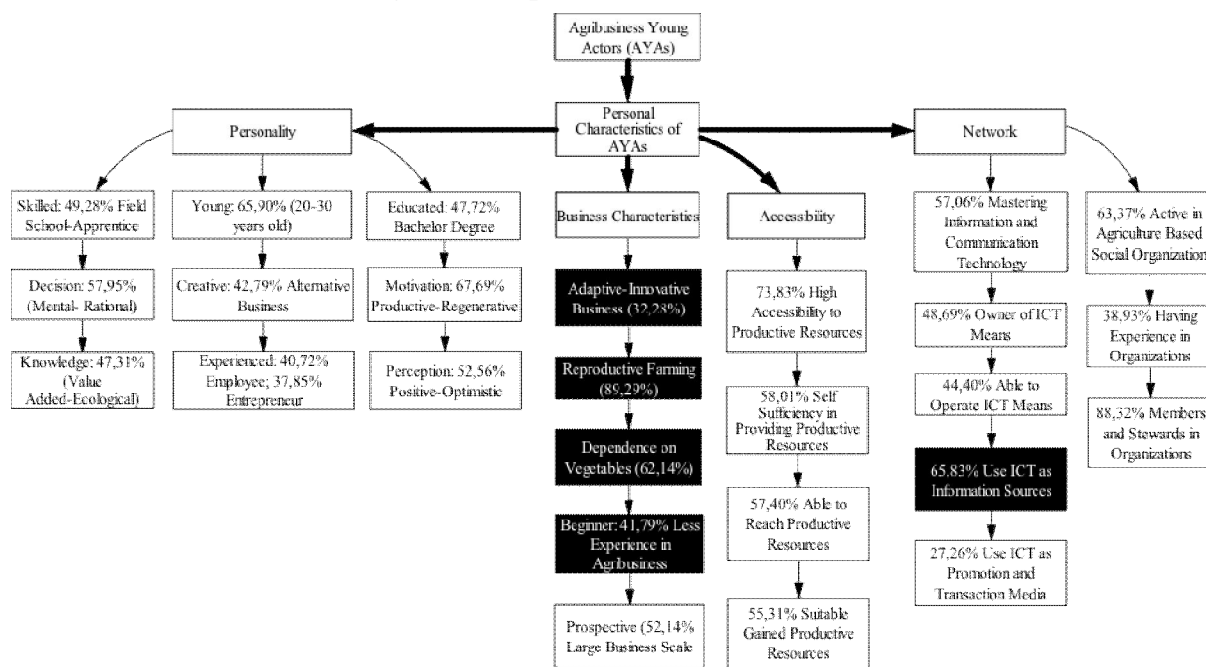 Agribusiness Young
Actors (AYAs)
Personal
Characteristics of
AYAs
Personality
Network
Skilled: 49,28% Field
School-Apprentice
Decision: 57,95%
(Mental- Rational)
Knowledge: 47,31%
(Value
Added-Ecological)
Young: 65,90% (20-30
years old)
Creative: 42,79% Alternative
Business
Experienced: 40,72%
Employee; 37,85%
Entrepreneur
Educated: 47,72%
Bachelor Degree
Motivation: 67,69%
Productive-Regenerative
Perception: 52,56%
Positive-Optimistic
Business Characteristics
Adaptive-Innovative
Business (32,28%)
Reproductive Farming
(89,29%)
Dependence on
Vegetables (62,14%)
Beginner: 41,79% Less
Experience in
Agribusiness
Prospective (52,14%
Large Business Scale
Accessibility
73,83% High
Accessibility to
Productive Resources
58,01% Self
Sufficiency in
Providing Productive
Resources
57,40% Able to
Reach Productive
Resources
55,31% Suitable
Gained Productive
Resources
57,06% Mastering
Information and
Communication
Technology
48,69% Owner of ICT
Means
44,40% Able to
Operate ICT Means
65,83% Use ICT as
Information Sources
27,26% Use ICT as
Promotion and
Transaction Media
63,37% Active in
Agriculture Based
Social Organization
38,93% Having
Experience in
Organizations
88,32% Members
and Stewards in
Organizations